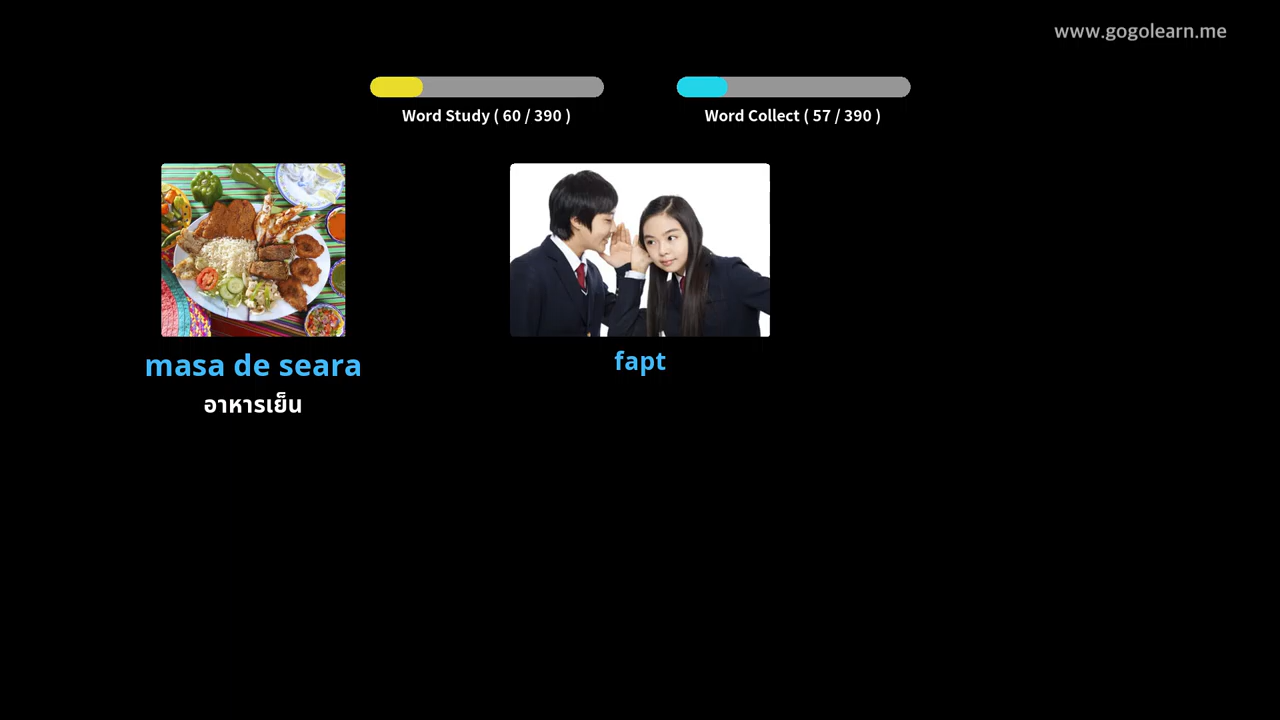 www.gogolearn.me
Word Study ( 60 / 390 )
Word Collect ( 57 / 390 )
masa de seara
อาหารเย็น
fapt